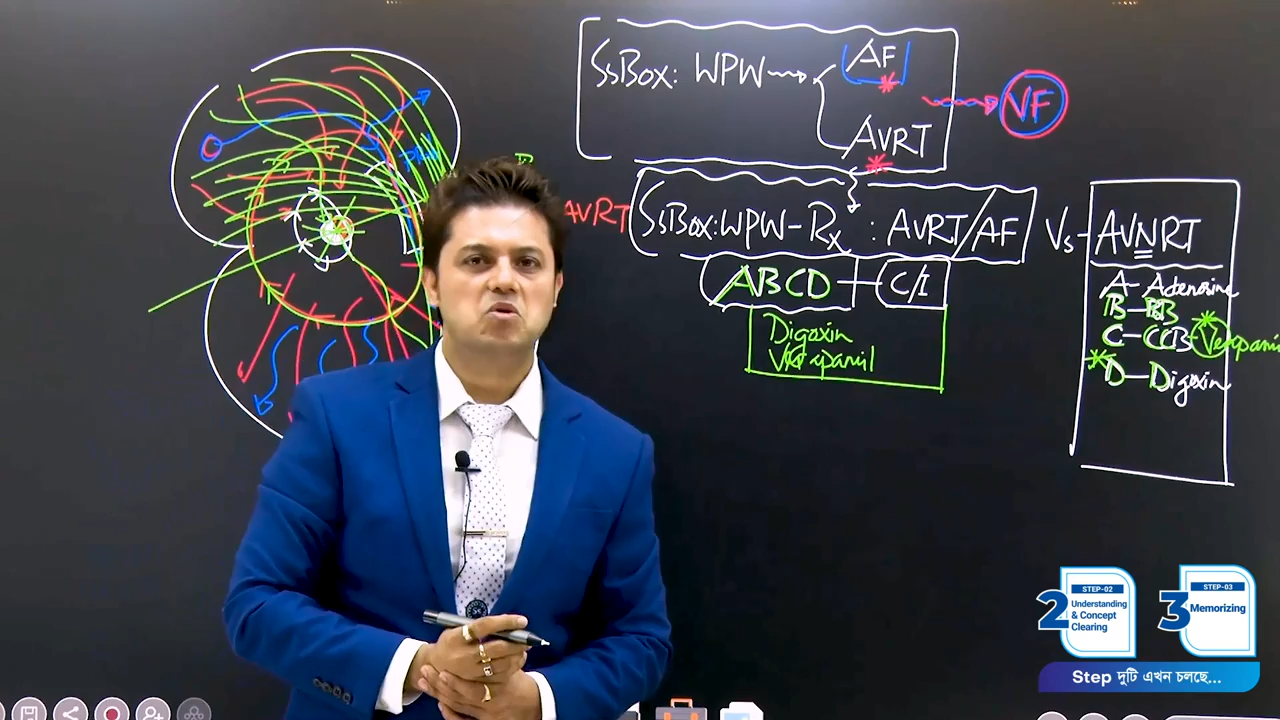 SsBox: WPW
AF
AVRT
VF
AVRT
SsBox: WPW-Rx : AVRT/AF
Vs
AVNRT
ABCD
C/I
Digoxin
Verapamil
A- Adenosine
B-BB
C-CCB-Verapami
D-Digoxin
STEP-02
2 Understanding
& Concept
Clearing
STEP-03
3 Memorizing
Step দুটি এখন চলছে...